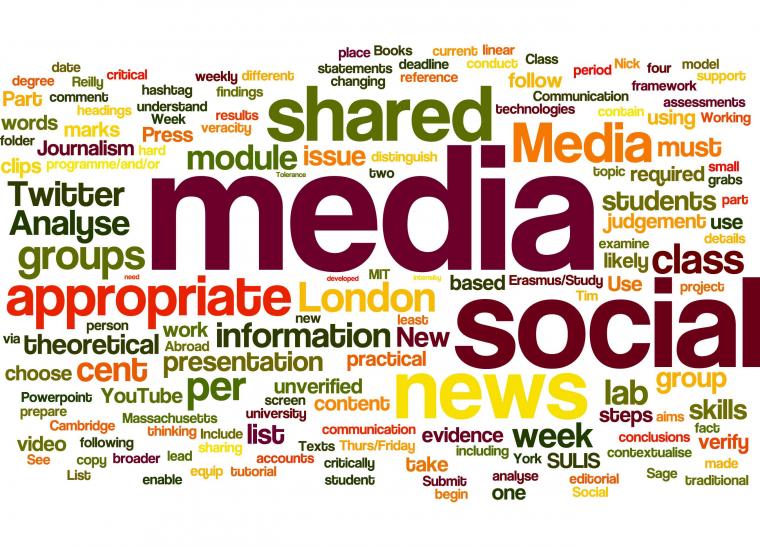 place Books current linear
date statements deadline conduct Class
degree Reilly critical weekly different changing reference period Nick four model
Part comment hashtag findings follow support
headings understand shared Communication framework
words Week results technologies contain using assessments
folder marks Press veracity Media must Working
Journalism hard module issue distinguish
clips programme/and/or Tolerance two topic required small
grabs
Twitter media students part
Analyse judgement use
groups examine details
need developed MIT intensity likely class
appropriate London based Erasmus/Study Use project
Tim
via person new least social
theoretical work information New
Abroad
choose cent presentation practical
Powerpoint YouTube per unverified news lab group
prepare screen content steps aims skills
Cambridge Massachusetts university
thinking Include list communication evidence week conclusions fact
video following sharing Texts Thurs/Friday including York SULIS contextualise verify
See copy broader lead accounts critically take made
List equip tutorial analyse editorial Sage traditional
enable student Submit
begin one Social